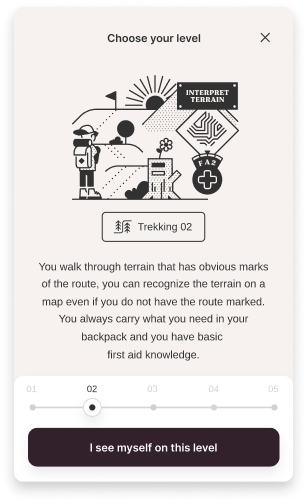 Choose your level
INTERPRET
TERRAIN
FA2
Trekking 02
You walk through terrain that has obvious marks
of the route, you can recognize the terrain on a
map even if you do not have the route marked.
You always carry what you need in your
backpack and you have basic
first aid knowledge.
01 02 03 04 05
I see myself on this level